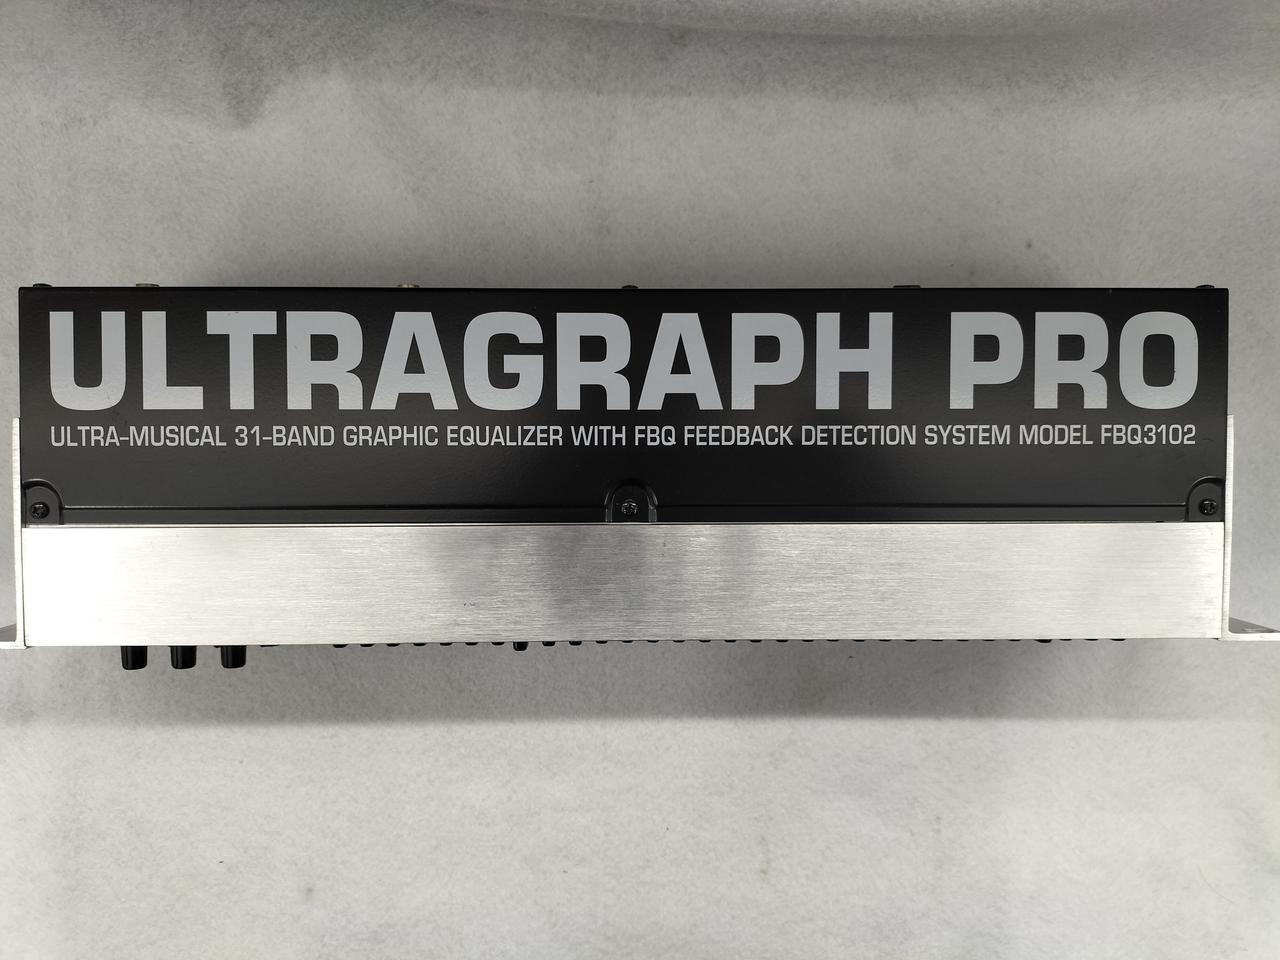 ULTRAGRAPH PRO
ULTRA-MUSICAL 31-BAND GRAPHIC EQUALIZER WITH FBQ FEEDBACK DETECTION SYSTEM MODEL FBQ3102